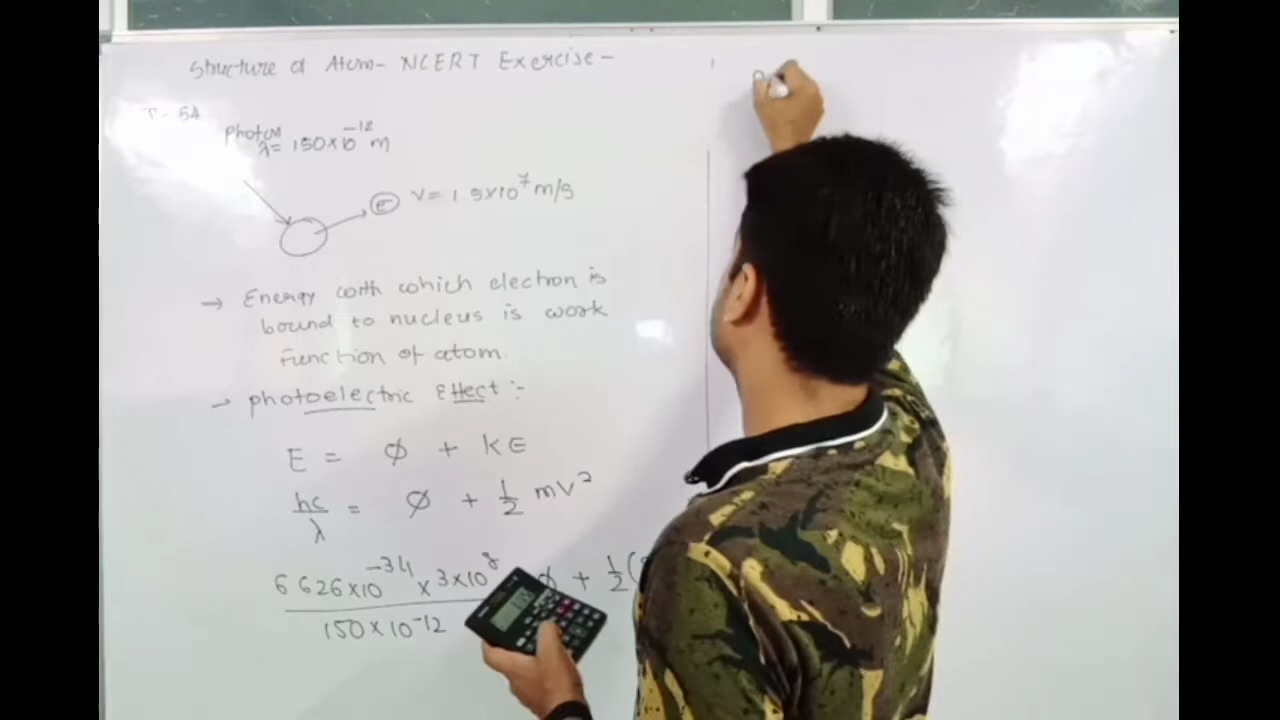 Structure of Atom- NCERT Exercise-
54
Photon
λ= 150×10⁻¹² m
e⁻ v= 1 5×10⁷ m/s
→ Energy with which electron is
bound to nucleus is work
function of atom.
→ photoelectric Effect :-
E = ϕ + KE
hc/λ = ϕ + 1/2 mv²
6 626×10⁻³⁴ × 3×10⁸
ϕ + 1/2 (
150×10⁻¹²